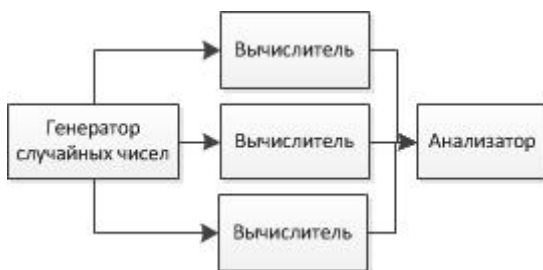 Вычислитель
Генератор
случайных чисел
Вычислитель
Анализатор
Вычислитель